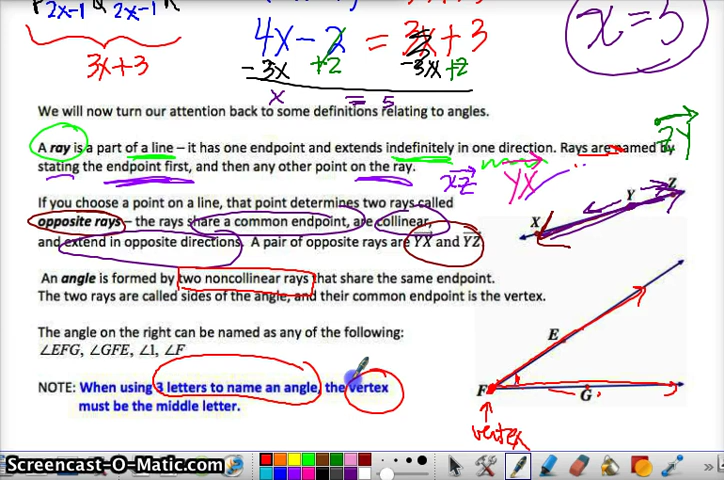 2x-1 Q 2x-1
3x+3
4x - 2 = 3x + 3
-3x +2 -3x +2
x = 5
x = 5
We will now turn our attention back to some definitions relating to angles.
A ray is a part of a line – it has one endpoint and extends indefinitely in one direction. Rays are named by
stating the endpoint first, and then any other point on the ray.
ZY
XZ
YX
If you choose a point on a line, that point determines two rays called
opposite rays – the rays share a common endpoint, are collinear,
and extend in opposite directions. A pair of opposite rays are YX and YZ
X
Y
Z
An angle is formed by two noncollinear rays that share the same endpoint.
The two rays are called sides of the angle, and their common endpoint is the vertex.
The angle on the right can be named as any of the following:
∠EFG, ∠GFE, ∠1, ∠F
E
F
G
vertex
NOTE: When using 3 letters to name an angle, the vertex
must be the middle letter.
Screencast-O-Matic.com